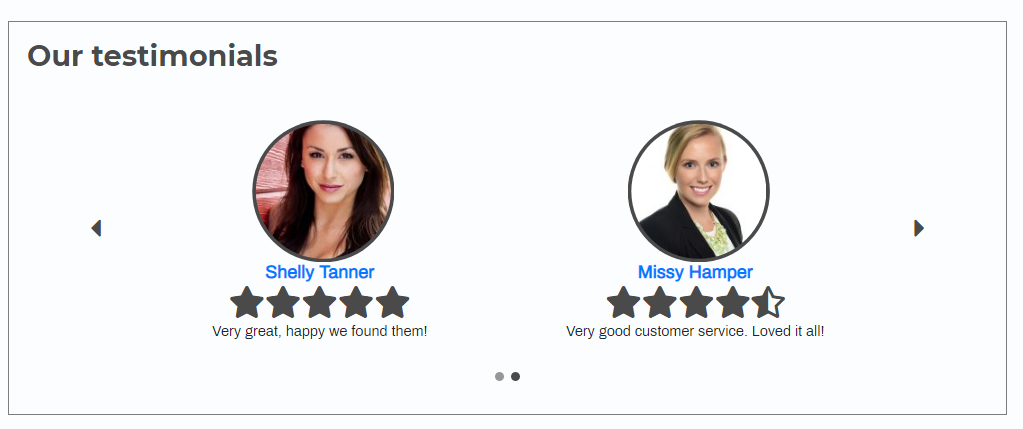 Our testimonials
Shelly Tanner
Missy Hamper
Very great, happy we found them!
Very good customer service. Loved it all!